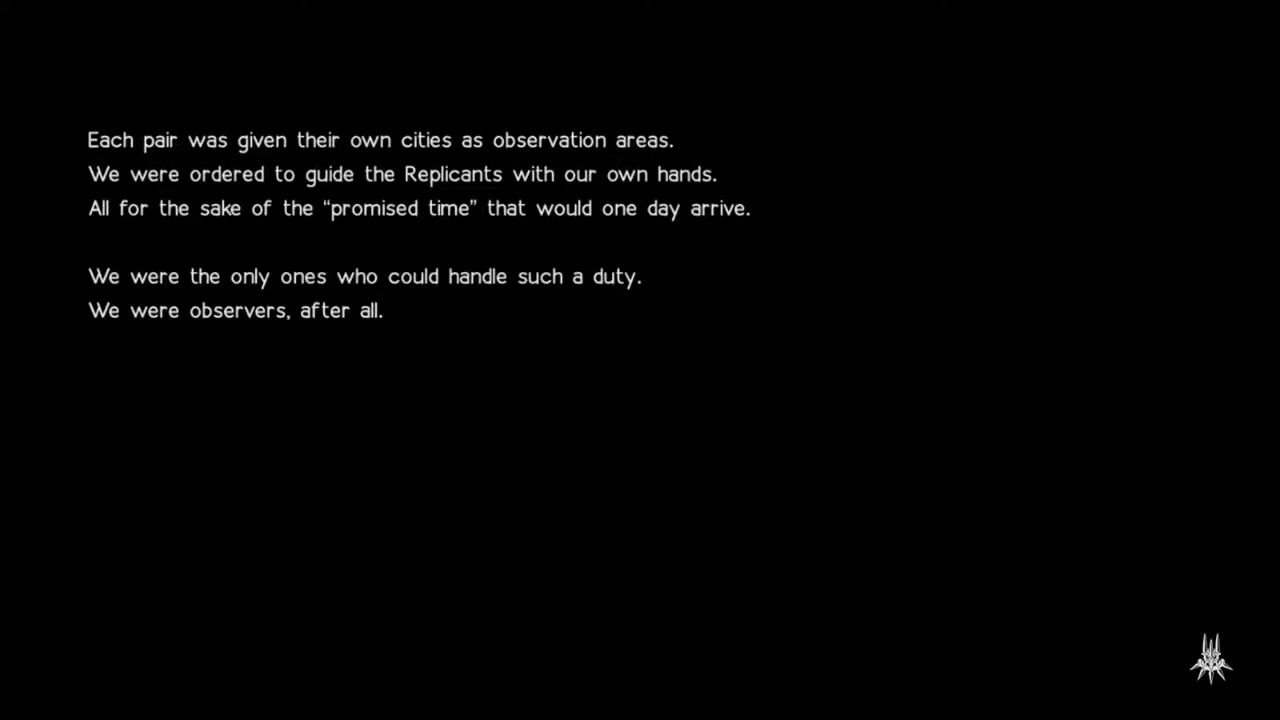 Each pair was given their own cities as observation areas.
We were ordered to guide the Replicants with our own hands.
All for the sake of the “promised time” that would one day arrive.
We were the only ones who could handle such a duty.
We were observers, after all.